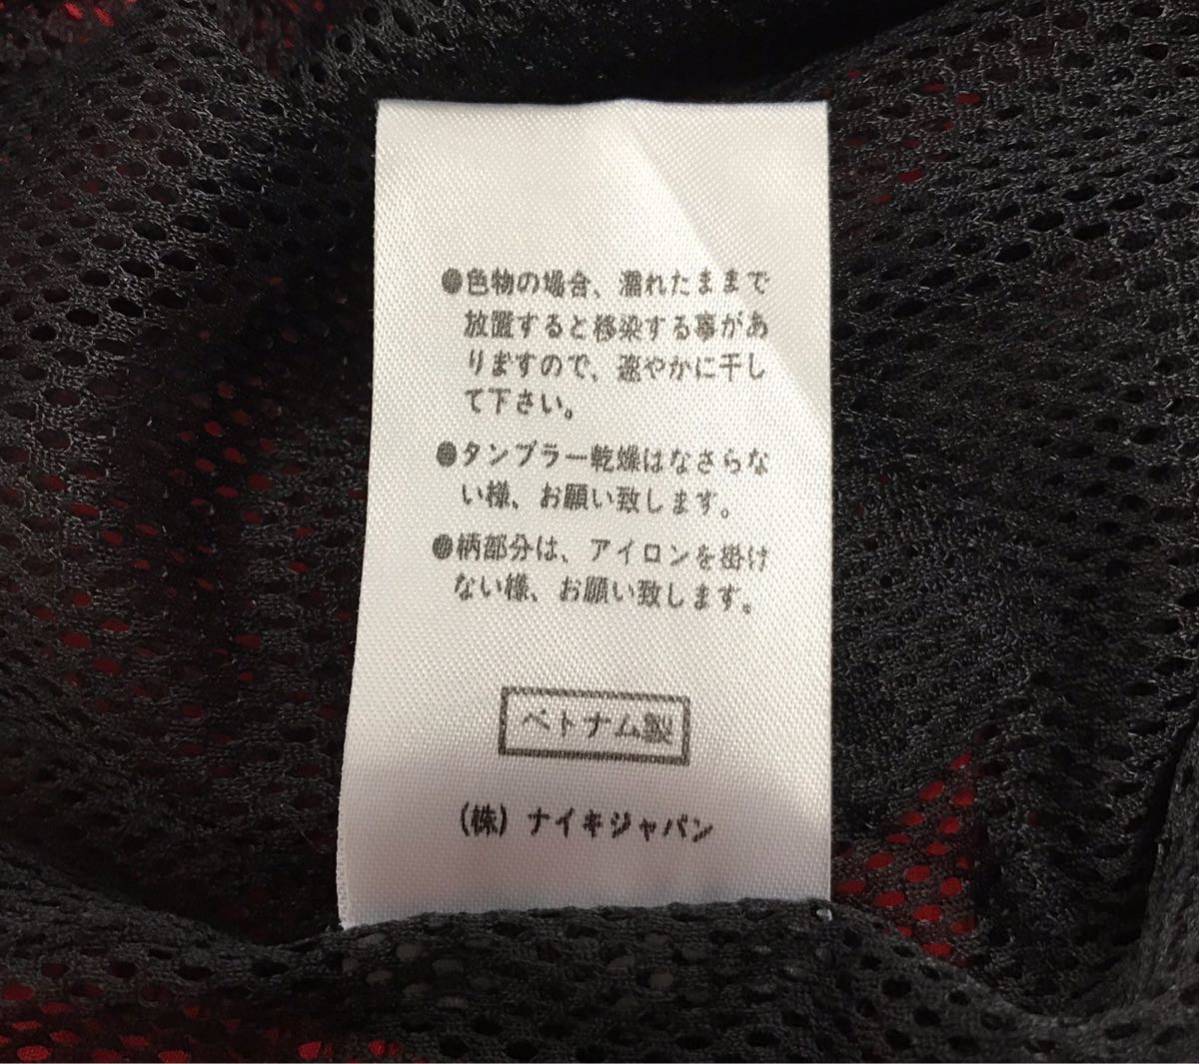 ●色物の場合、濡れたままで
放置すると移染する事があ
りますので、速やかに干し
て下さい。
●タンブラー乾燥はなさらな
い様、お願い致します。
●柄部分は、アイロンを掛け
ない様、お願い致します。
ベトナム製
(株)ナイキジャパン